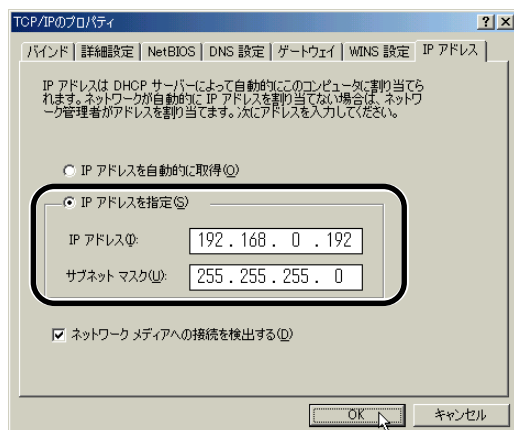 TCP/IPのプロパティ
? ×
バインド 詳細設定 NetBIOS DNS 設定 ゲートウェイ WINS 設定 IP アドレス
IP アドレスは DHCP サーバーによって自動的にこのコンピュータに割り当てら
れます。ネットワークが自動的に IP アドレスを割り当てない場合は、ネットワ
ーク管理者がアドレスを割り当てます。次にアドレスを入力してください。
IP アドレスを自動的に取得(O)
IP アドレスを指定(S)
IP アドレス(I): 192 . 168 . 0 . 192
サブネット マスク(U): 255 . 255 . 255 . 0
ネットワーク メディアへの接続を検出する(D)
OK キャンセル